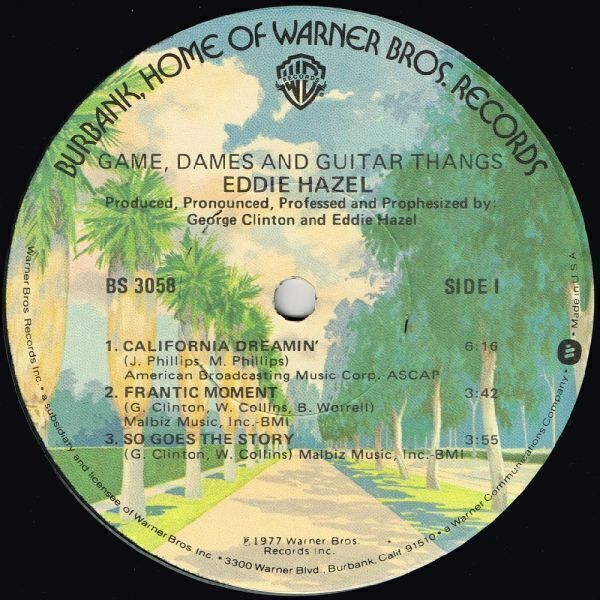 BURBANK, HOME OF WARNER BROS. RECORDS
WB
RECORDS
GAME, DAMES AND GUITAR THANGS
EDDIE HAZEL
Produced, Pronounced, Professed and Prophesized by:
George Clinton and Eddie Hazel
BS 3058
SIDE I
1. CALIFORNIA DREAMIN' 6:16
(J. Phillips, M. Phillips)
American Broadcasting Music Corp. ASCAP
2. FRANTIC MOMENT 3:42
(G. Clinton, W. Collins, B. Worrell)
Malbiz Music, Inc.-BMI
3. SO GOES THE STORY 3:55
(G. Clinton, W. Collins) Malbiz Music, Inc.-BMI
℗1977 Warner Bros.
Records Inc.
Warner Bros. Records Inc. • a subsidiary and licensee of Warner Bros. Inc. • 3300 Warner Blvd., Burbank, Calif. 91510 • a Warner Communications Company • Made in U.S.A